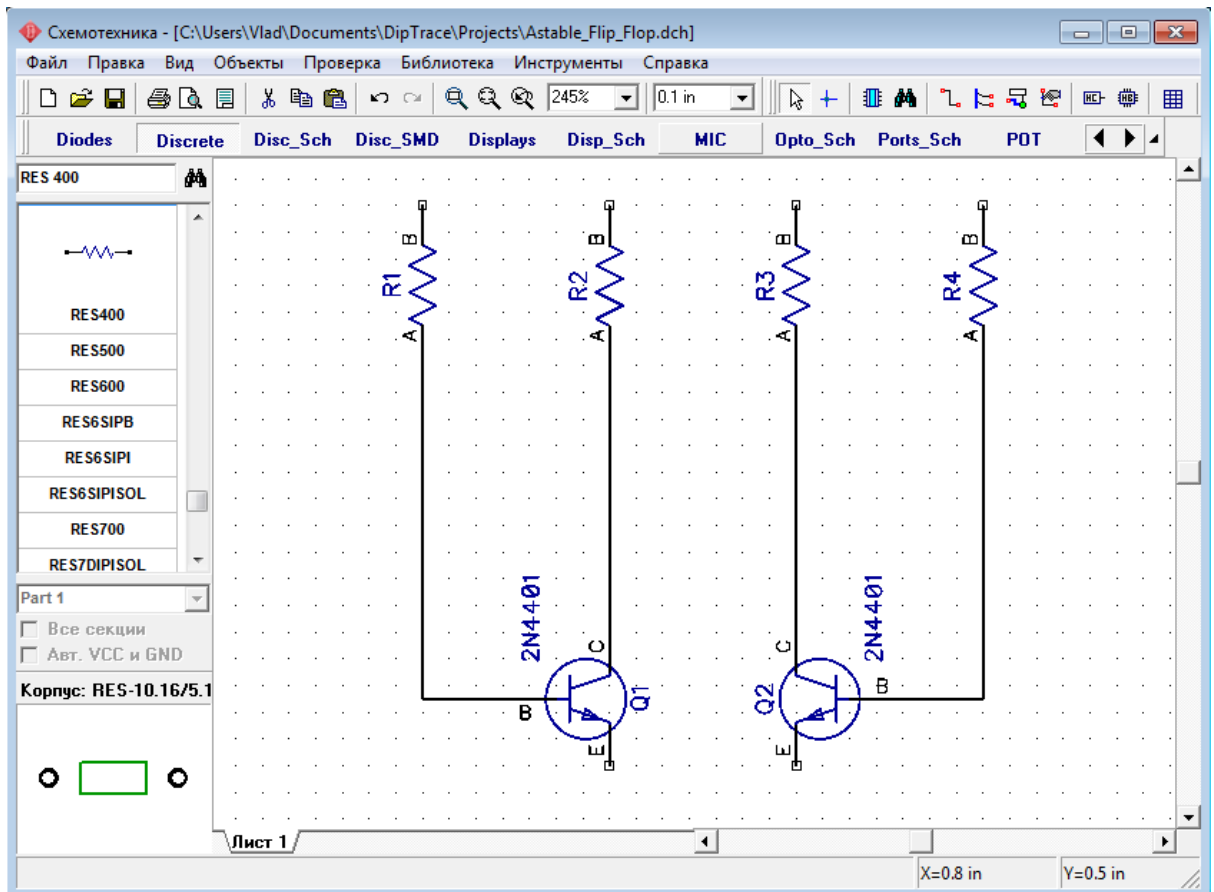 Схемотехника - [C:\Users\Vlad\Documents\DipTrace\Projects\Astable_Flip_Flop.dch]
Файл Правка Вид Объекты Проверка Библиотека Инструменты Справка
245% 0.1 in
Diodes Discrete Disc_Sch Disc_SMD Displays Disp_Sch MIC Opto_Sch Ports_Sch POT
RES 400
RES400
RES500
RES600
RES6SIPB
RES6SIPI
RES6SIPISOL
RES700
RES7DIPISOL
Part 1
Все секции
Авт. VCC и GND
Корпус: RES-10.16/5.1
B B B B
R1 R2 R3 R4
A A A A
2N4401 2N4401
C C
B Q1 Q2 B
E E
Лист 1
X=0.8 in Y=0.5 in